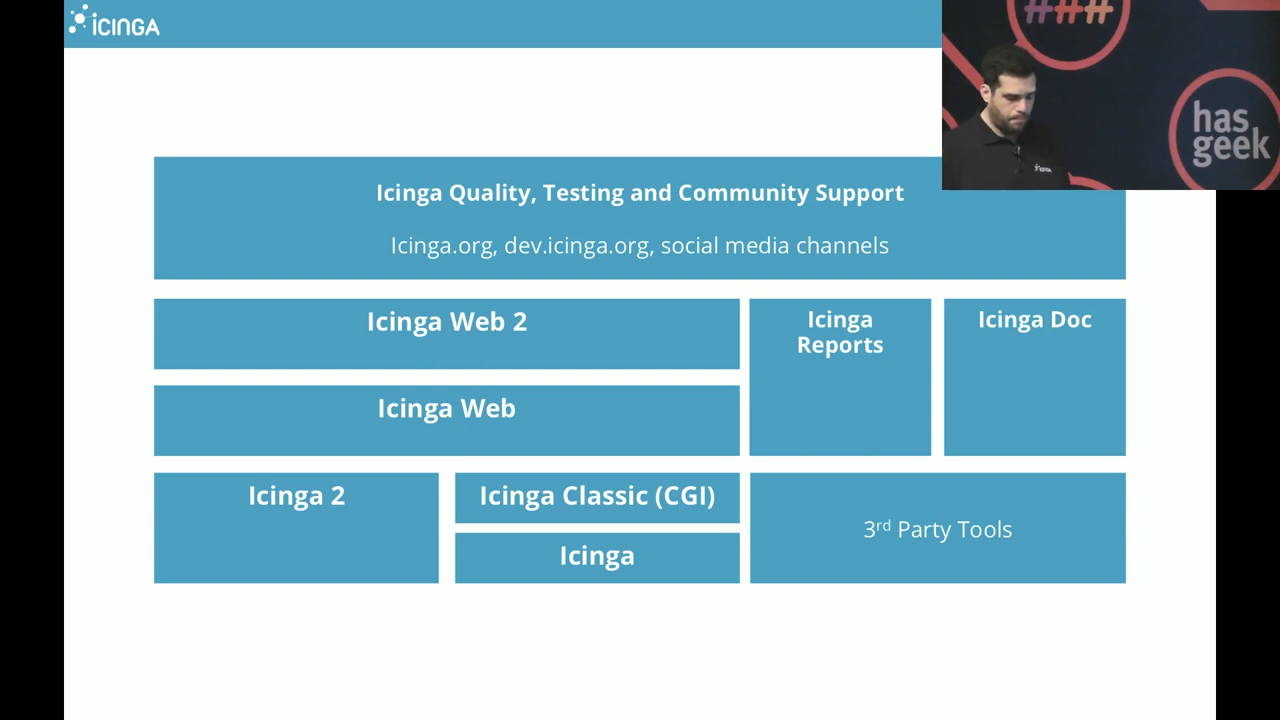 iCINGA
###
has
geek
Icinga Quality, Testing and Community Support
Icinga.org, dev.icinga.org, social media channels
Icinga Web 2
Icinga Reports
Icinga Doc
Icinga Web
Icinga 2
Icinga Classic (CGI)
3rd Party Tools
Icinga